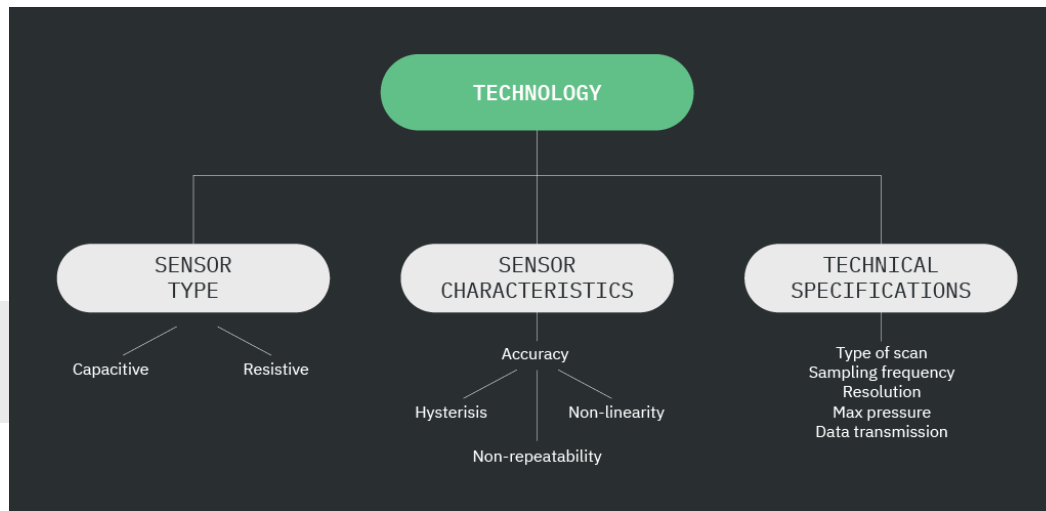 TECHNOLOGY
SENSOR
TYPE
Capacitive
Resistive
SENSOR
CHARACTERISTICS
Accuracy
Hysterisis
Non-linearity
Non-repeatability
TECHNICAL
SPECIFICATIONS
Type of scan
Sampling frequency
Resolution
Max pressure
Data transmission